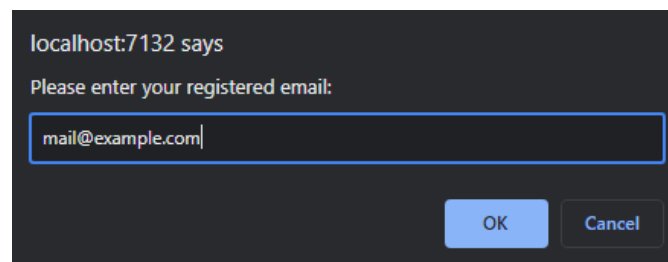 localhost:7132 says
Please enter your registered email:
mail@example.com
OK
Cancel